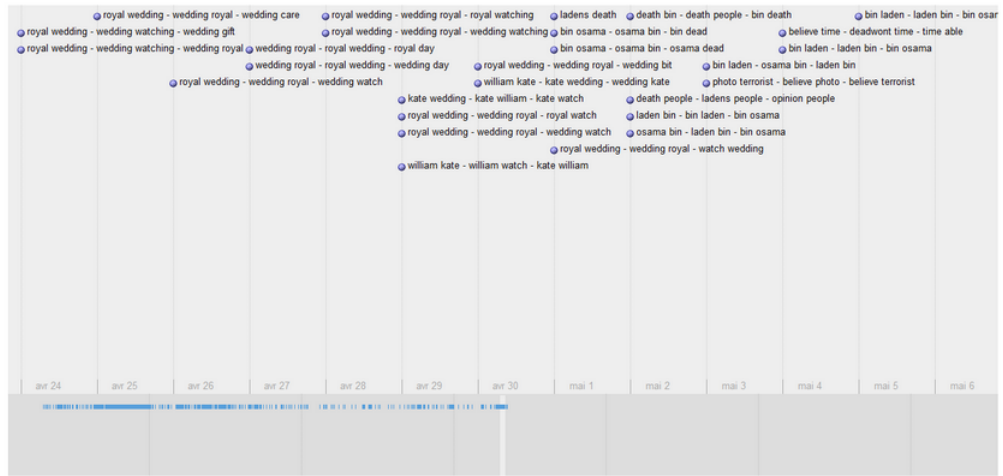 royal wedding - wedding royal - wedding care royal wedding - wedding royal - royal watching ladens death death bin - death people - bin death bin laden - laden bin - bin osar
royal wedding - wedding watching - wedding gift royal wedding - wedding royal - wedding watching bin osama - osama bin - bin dead believe time - deadwont time - time able
royal wedding - wedding watching - wedding royal wedding royal - royal wedding - royal day bin osama - osama bin - osama dead bin laden - laden bin - bin osama
wedding royal - royal wedding - wedding day royal wedding - wedding royal - wedding bit bin laden - osama bin - laden bin
royal wedding - wedding royal - wedding watch william kate - kate wedding - wedding kate photo terrorist - believe photo - believe terrorist
kate wedding - kate william - kate watch death people - ladens people - opinion people
royal wedding - wedding royal - royal watch laden bin - bin laden - bin osama
royal wedding - wedding royal - wedding watch osama bin - laden bin - bin osama
royal wedding - wedding royal - watch wedding
william kate - william watch - kate william
avr 24 avr 25 avr 26 avr 27 avr 28 avr 29 avr 30 mai 1 mai 2 mai 3 mai 4 mai 5 mai 6